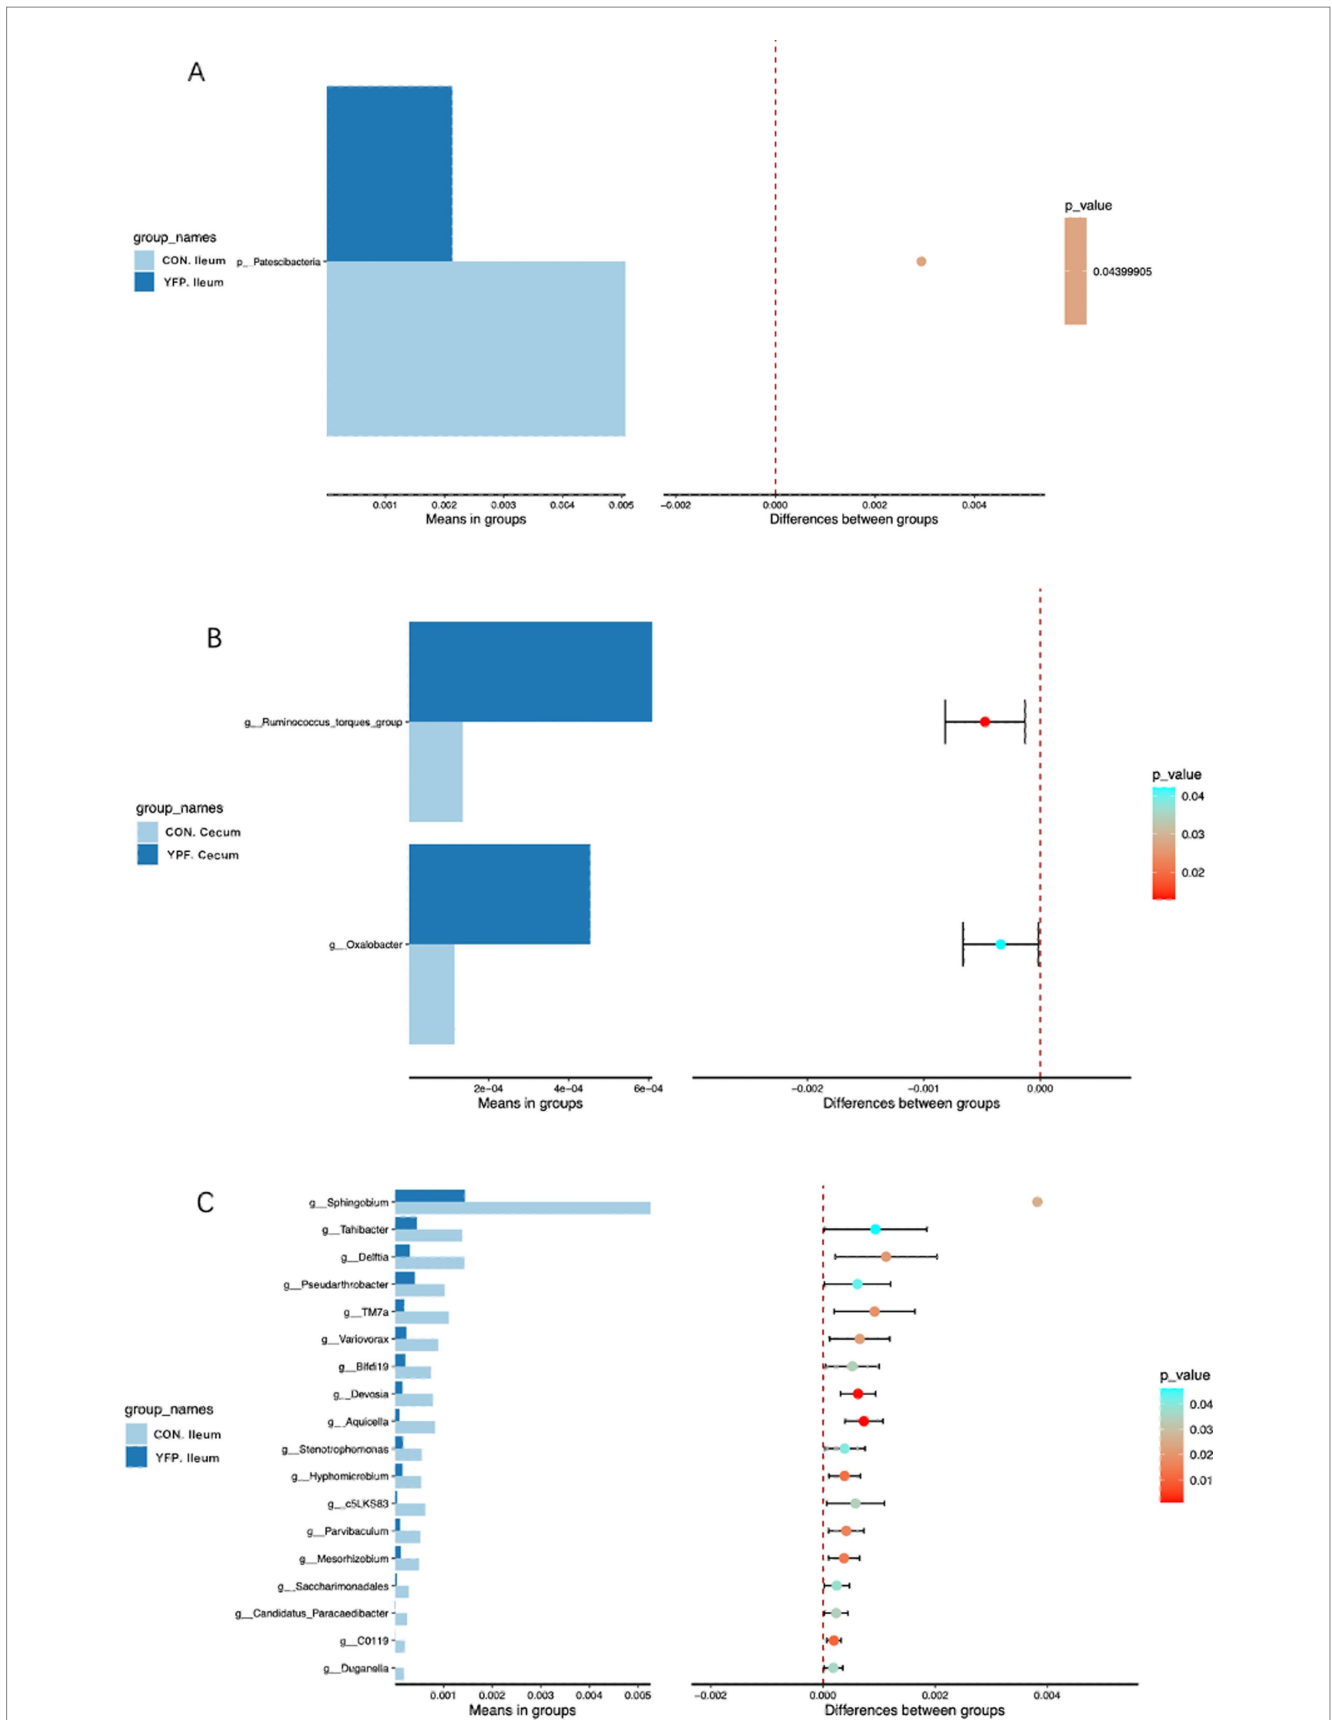 A
group_names
CON. Ileum
YFP. Ileum
p__Patescibacteria
p_value
0.04399905
0.001 0.002 0.003 0.004 0.005
Means in groups
−0.002 0.000 0.002 0.004
Differences between groups
B
g__Ruminococcus_torques_group
g__Oxalobacter
group_names
CON. Cecum
YPF. Cecum
p_value
0.04
0.03
0.02
2e−04 4e−04 6e−04
Means in groups
−0.002 −0.001 0.000
Differences between groups
C
g__Sphingobium
g__Tahibacter
g__Delftia
g__Pseudarthrobacter
g__TM7a
g__Variovorax
g__Blfdi19
g__Devosia
g__Aquicella
g__Stenotrophomonas
g__Hyphomicrobium
g__c5LKS83
g__Parvibaculum
g__Mesorhizobium
g__Saccharimonadales
g__Candidatus_Paracaedibacter
g__C0119
g__Duganella
group_names
CON. Ileum
YFP. Ileum
p_value
0.04
0.03
0.02
0.01
0.001 0.002 0.003 0.004 0.005
Means in groups
−0.002 0.000 0.002 0.004
Differences between groups